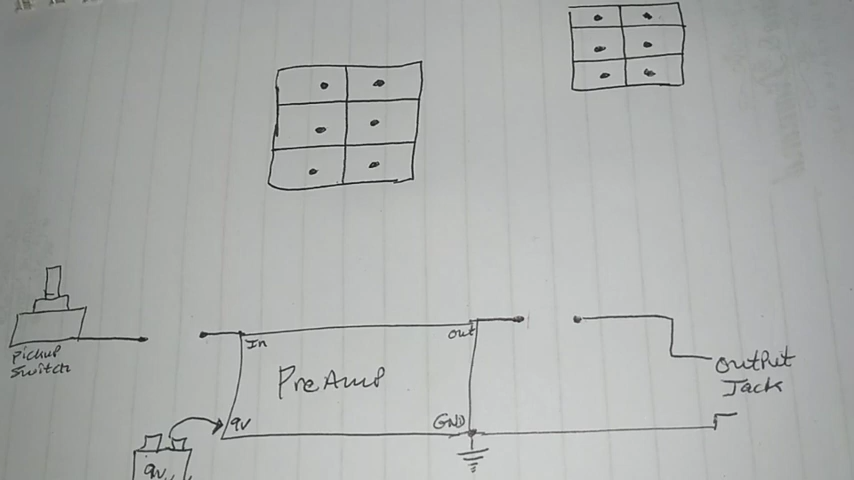 Pickup
Switch
In
Out
PreAmp
9V
GND
9V
Output
Jack